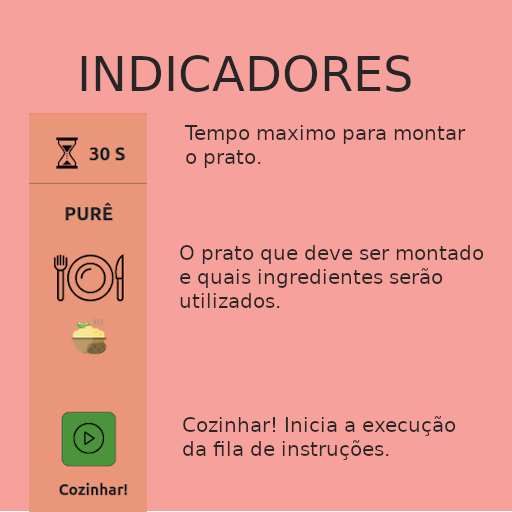 INDICADORES
30 S
Tempo maximo para montar
o prato.
PURÊ
O prato que deve ser montado
e quais ingredientes serão
utilizados.
Cozinhar! Inicia a execução
da fila de instruções.
Cozinhar!